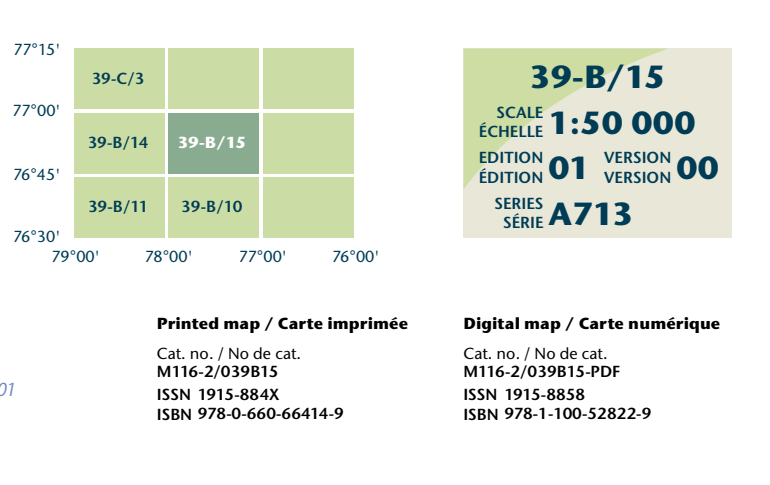 77°15'
39-C/3
77°00'
39-B/14 39-B/15
76°45'
39-B/11 39-B/10
76°30'
79°00' 78°00' 77°00' 76°00'
39-B/15
SCALE
ÉCHELLE 1:50 000
EDITION
ÉDITION 01 VERSION
VERSION 00
SERIES
SÉRIE A713
Printed map / Carte imprimée
Cat. no. / No de cat.
M116-2/039B15
ISSN 1915-884X
ISBN 978-0-660-66414-9
Digital map / Carte numérique
Cat. no. / No de cat.
M116-2/039B15-PDF
ISSN 1915-8858
ISBN 978-1-100-52822-9
01